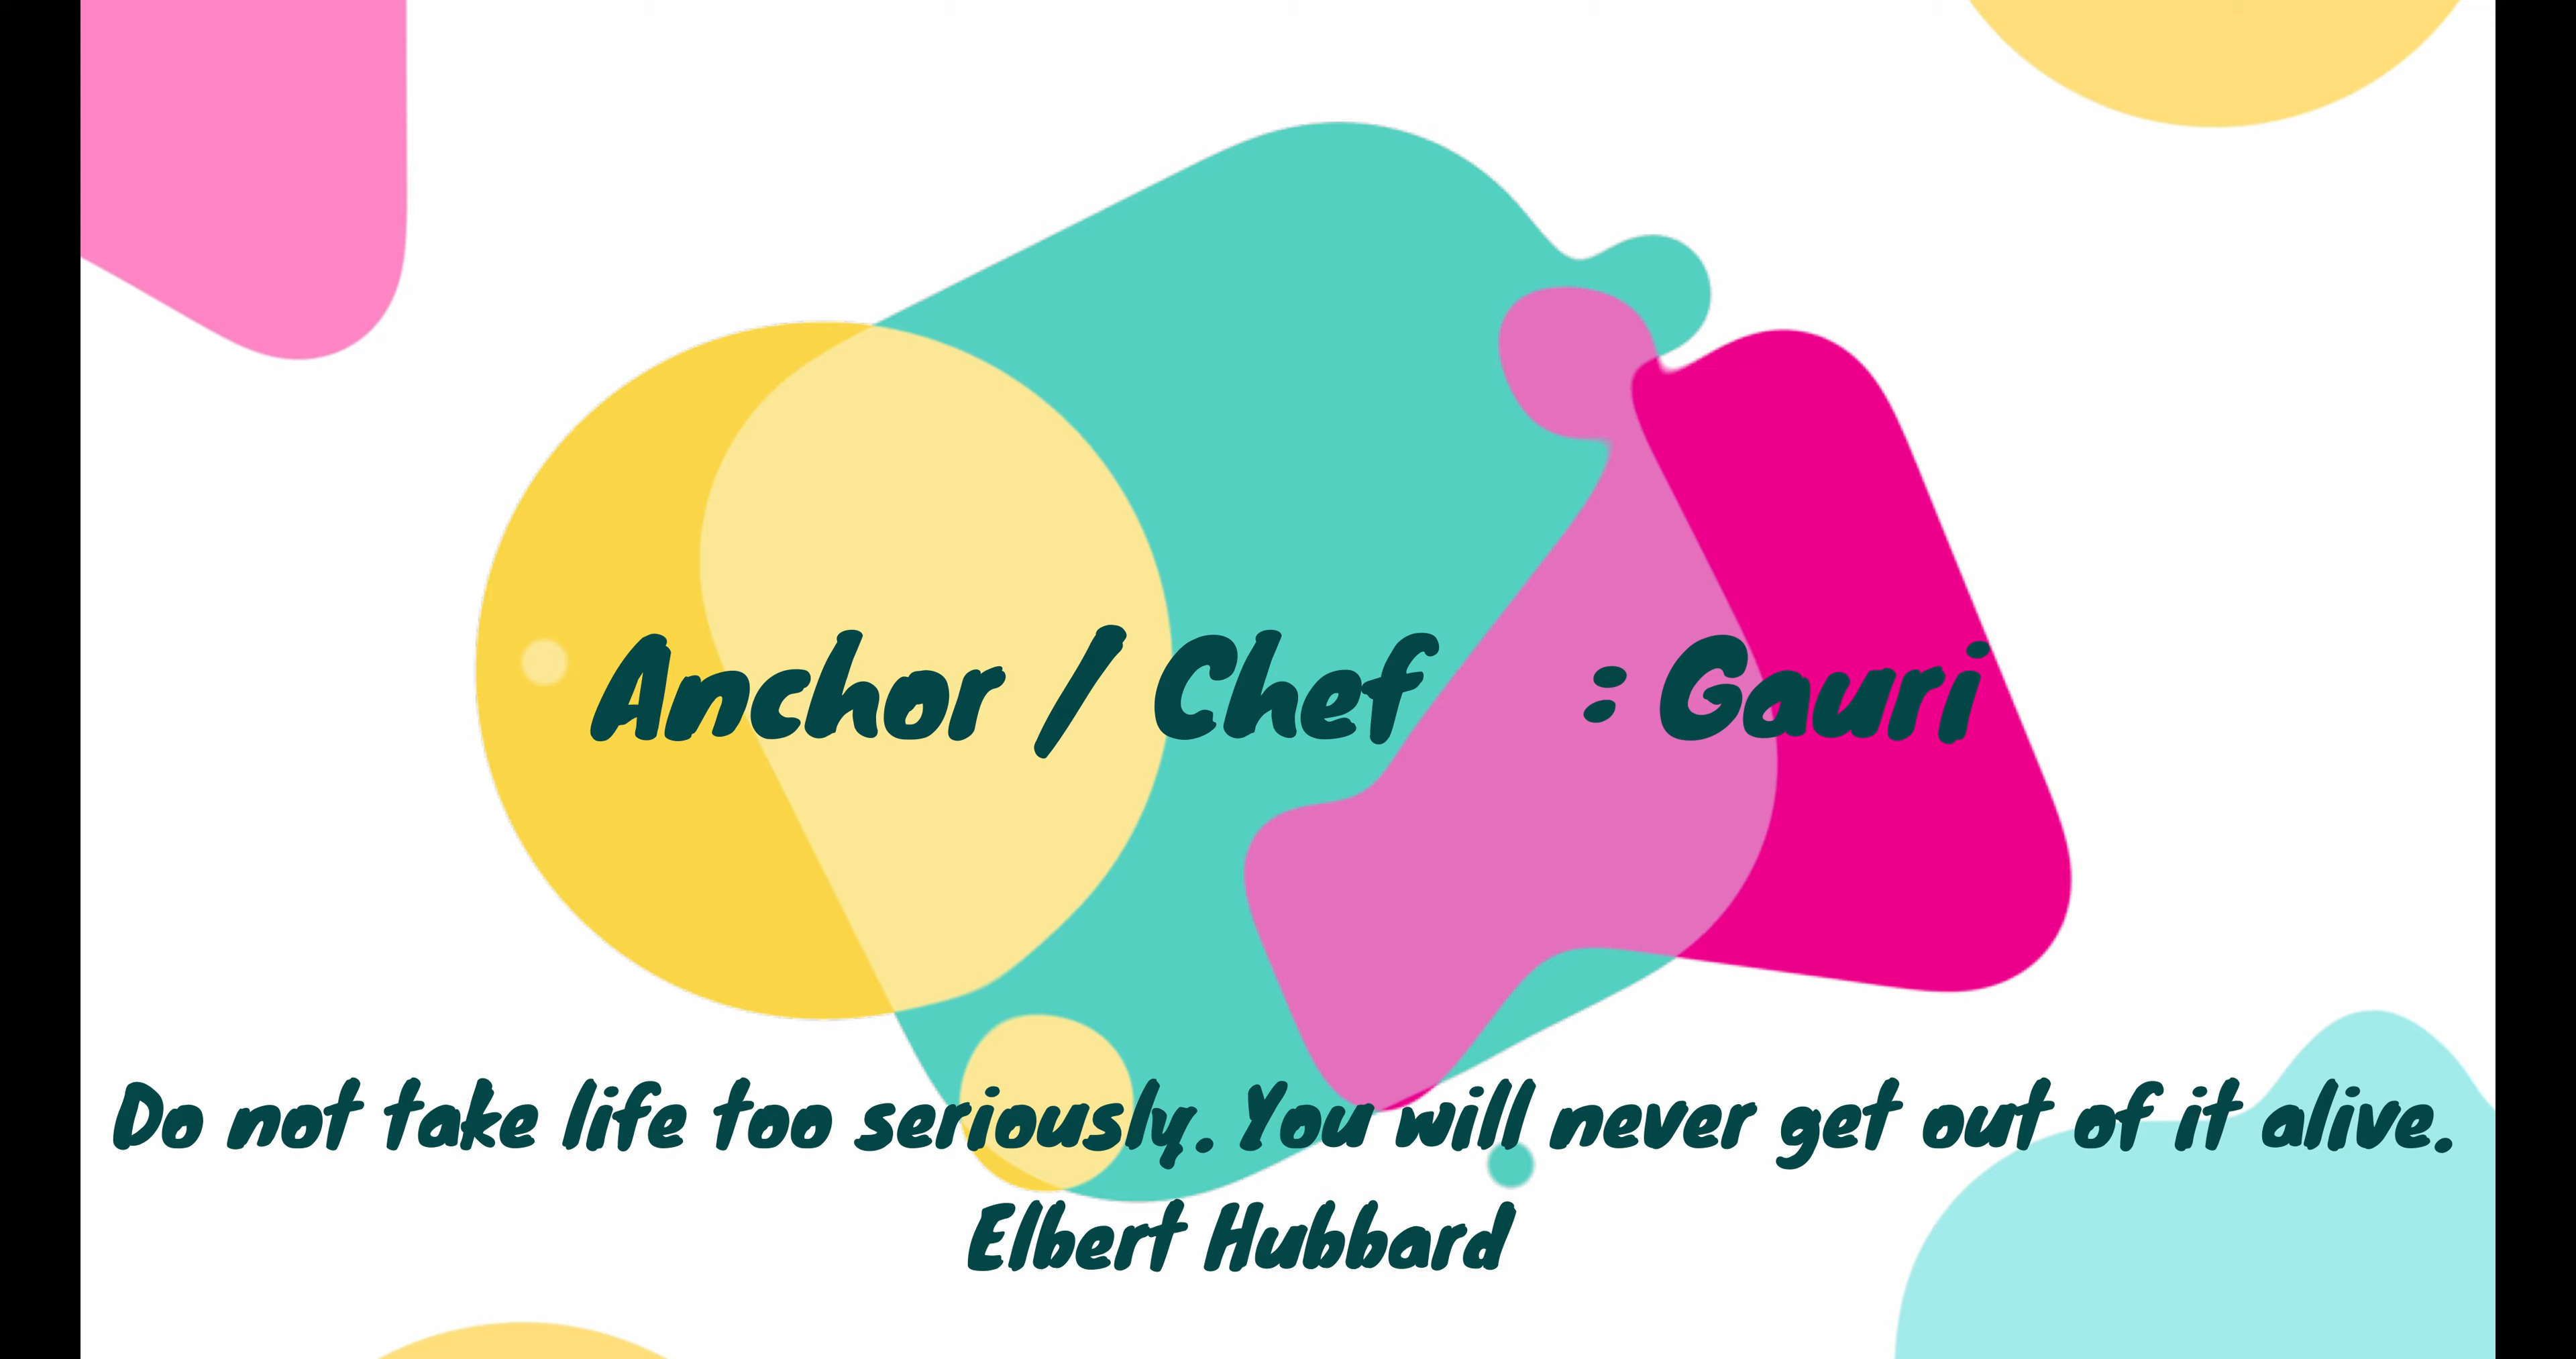 Anchor / Chef : Gauri
Do not take life too seriously. You will never get out of it alive.
Elbert Hubbard